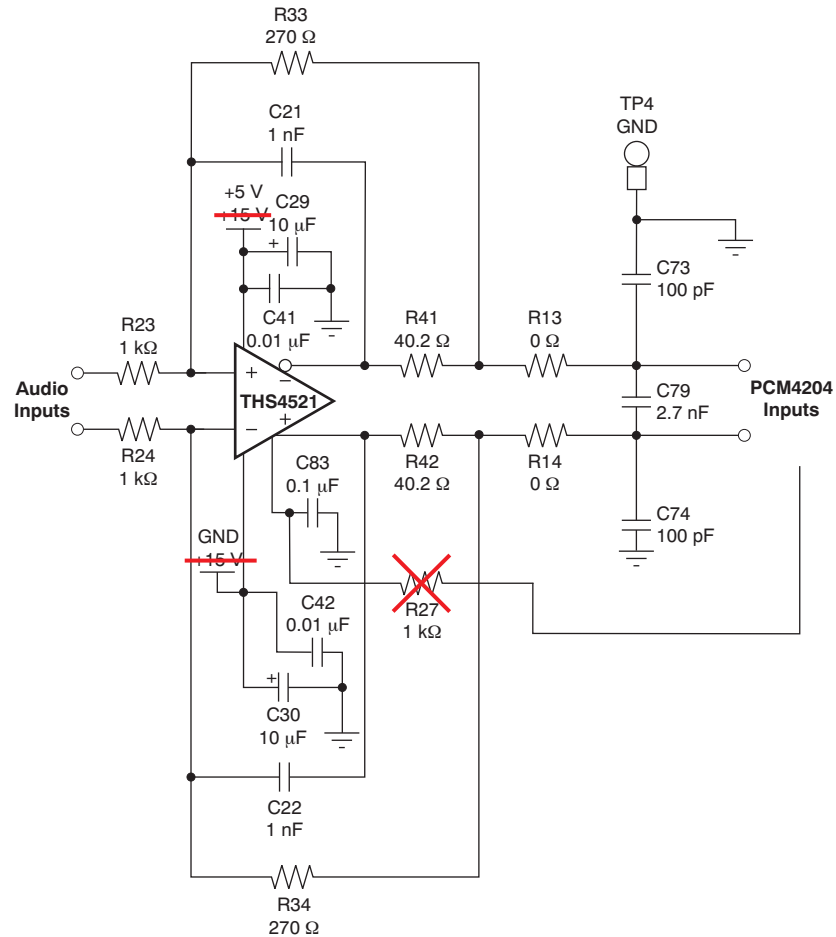 R33
270 Ω
C21
1 nF
TP4
GND
+5 V
+15 V
C29
10 μF
C73
100 pF
C41
0.01 μF
R23
1 kΩ
R41
40.2 Ω
R13
0 Ω
Audio
Inputs
+
−
THS4521
−
+
C79
2.7 nF
PCM4204
Inputs
R24
1 kΩ
R42
40.2 Ω
R14
0 Ω
C83
0.1 μF
C74
100 pF
GND
+15 V
R27
1 kΩ
C42
0.01 μF
+
C30
10 μF
+
C22
1 nF
R34
270 Ω